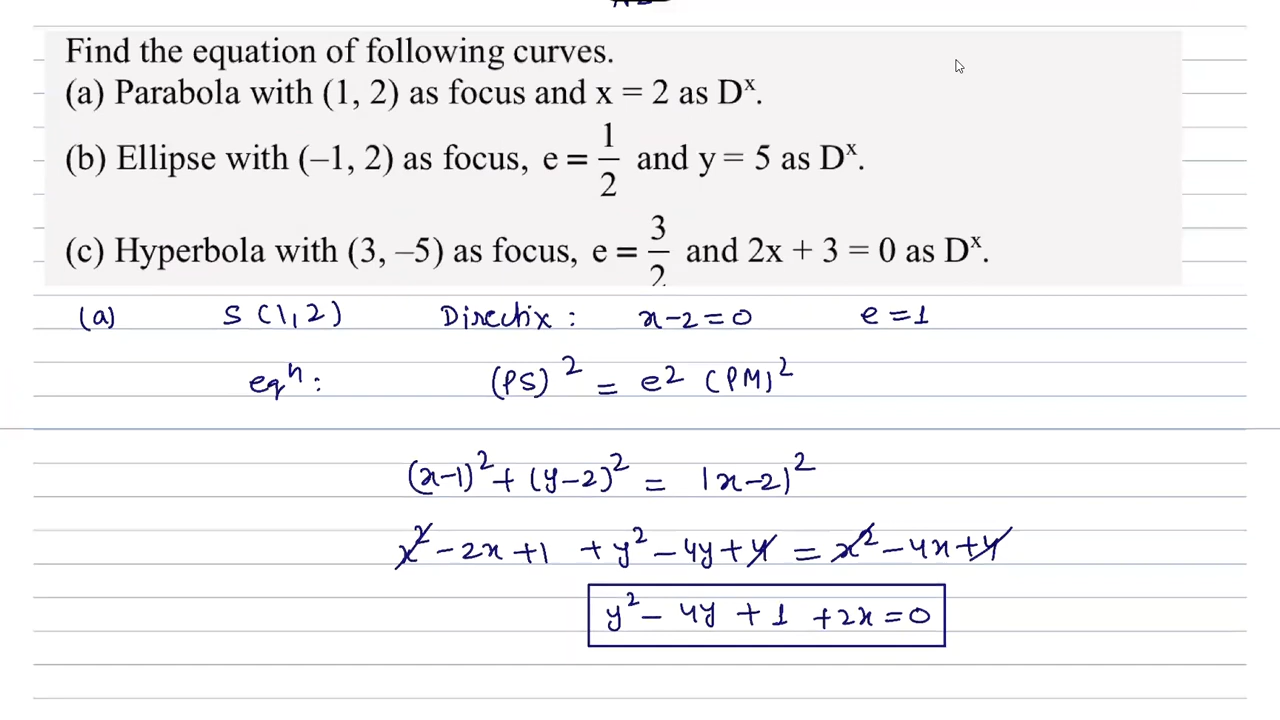 Find the equation of following curves.
(a) Parabola with (1, 2) as focus and x = 2 as Dˣ.
(b) Ellipse with (–1, 2) as focus, e = 1/2 and y = 5 as Dˣ.
(c) Hyperbola with (3, –5) as focus, e = 3/2 and 2x + 3 = 0 as Dˣ.
(a) S (1,2) Directix : x-2=0 e=1
eqⁿ : (PS)² = e² (PM)²
(x-1)² + (y-2)² = (x-2)²
x² - 2x + 1 + y² - 4y + 4 = x² - 4x + 4
y² - 4y + 1 + 2x = 0